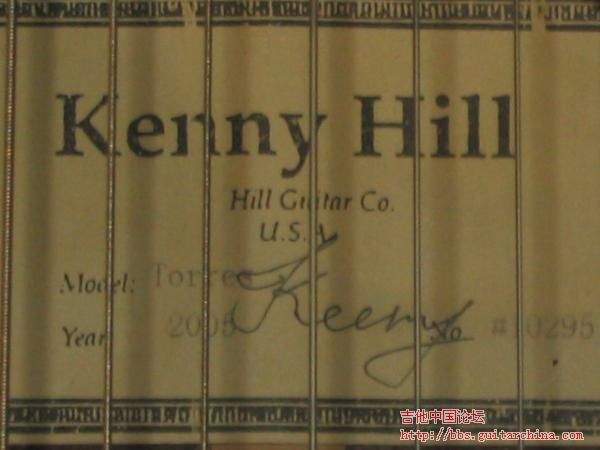 Kenny Hill
Hill Guitar Co.
U.S.A
Model: Torres
Year 2005 No #10295
Kenny
吉他中国论坛
http://bbs.guitarchina.com